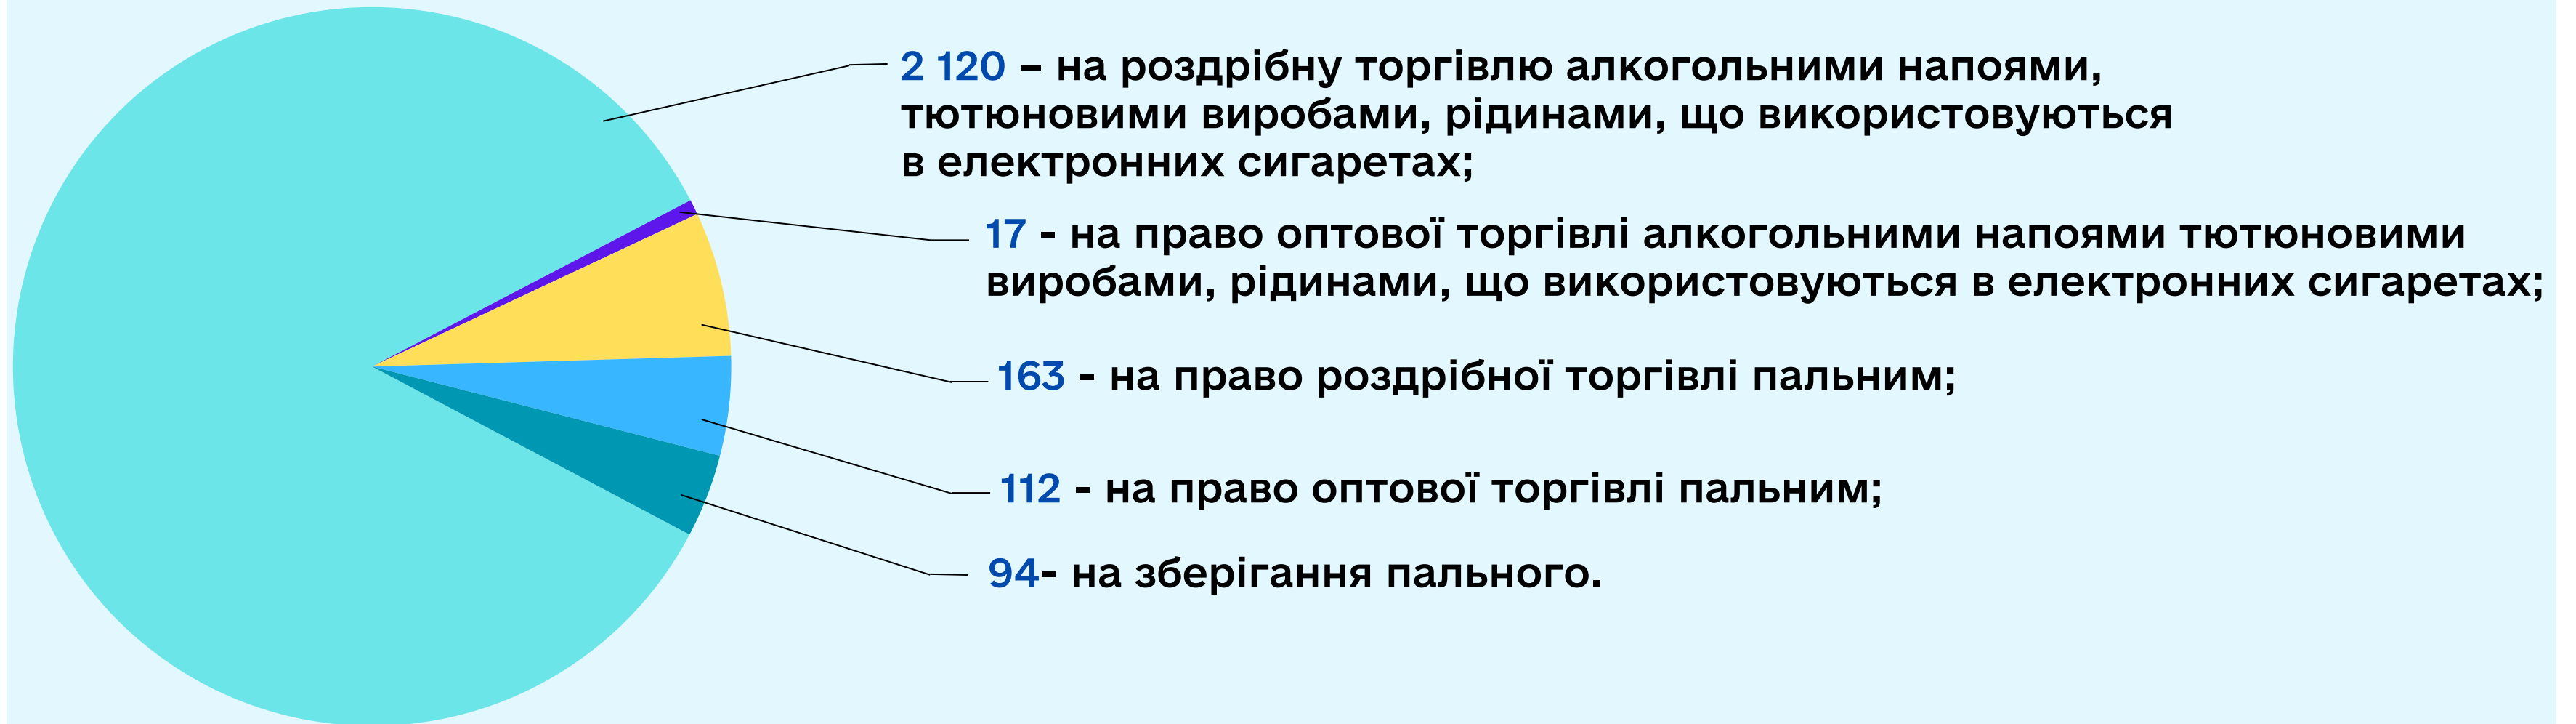 2 120 – на роздрібну торгівлю алкогольними напоями,
тютюновими виробами, рідинами, що використовуються
в електронних сигаретах;
17 - на право оптової торгівлі алкогольними напоями тютюновими
виробами, рідинами, що використовуються в електронних сигаретах;
163 - на право роздрібної торгівлі пальним;
112 - на право оптової торгівлі пальним;
94- на зберігання пального.